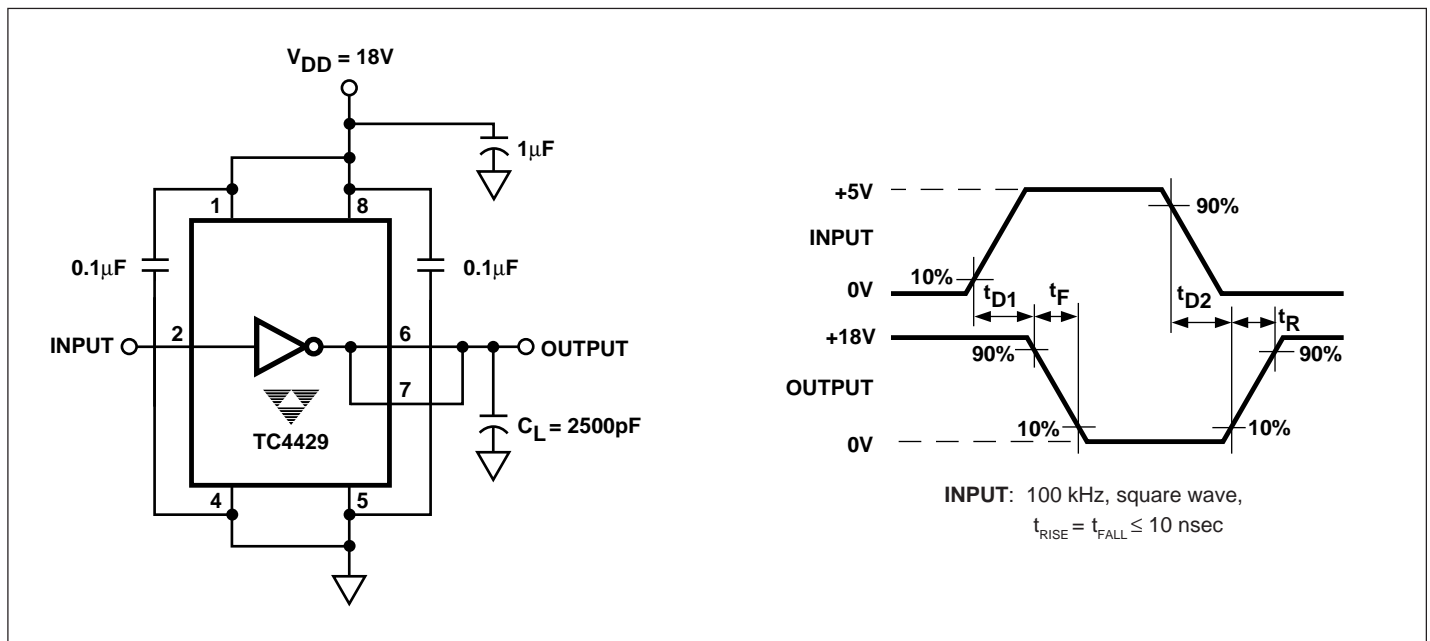 V_DD = 18V
1µF
1
8
0.1µF
0.1µF
INPUT
2
6
OUTPUT
7
TC4429
C_L = 2500pF
4
5
+5V
90%
INPUT
10%
0V
t_D1
t_F
t_D2
t_R
+18V
90%
90%
OUTPUT
10%
10%
0V
INPUT: 100 kHz, square wave,
t_RISE = t_FALL ≤ 10 nsec